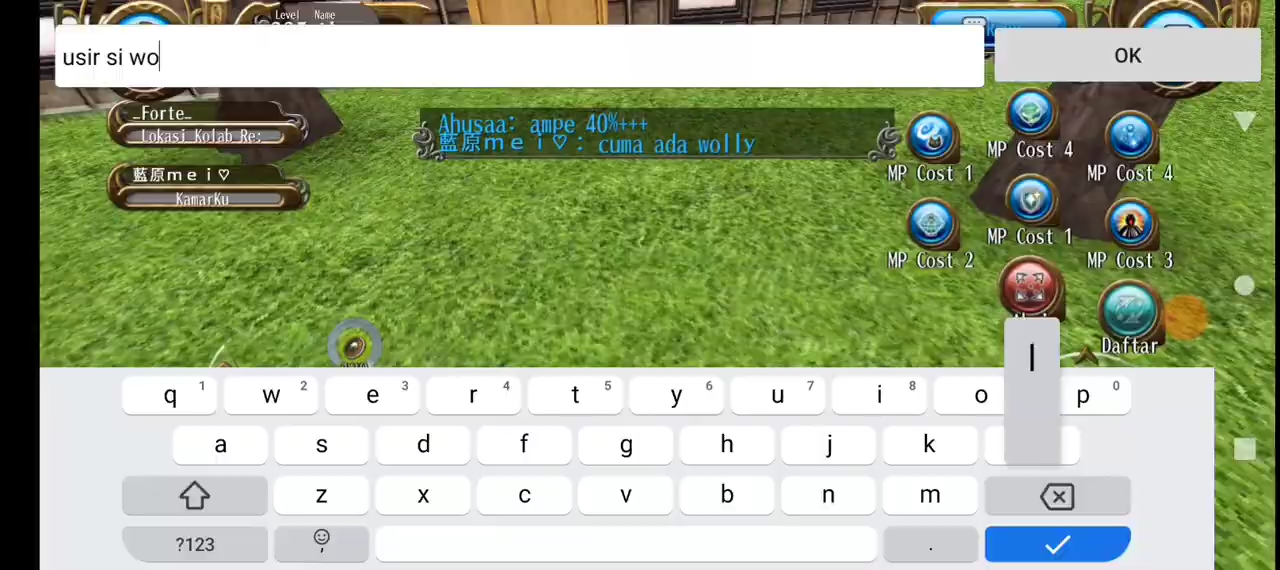 Level Name
usir si wo
OK
_Forte_
Lokasi Kolab Re:
藍原ｍｅｉ♡
KamarKu
Ahusaa: ampe 40%+++
藍原ｍｅｉ♡: cuma ada wolly
MP Cost 1
MP Cost 4
MP Cost 4
MP Cost 2
MP Cost 1
MP Cost 3
Daftar
l
q 1 w 2 e 3 r 4 t 5 y 6 u 7 i 8 o p 0
a s d f g h j k
z x c v b n m
?123 , .